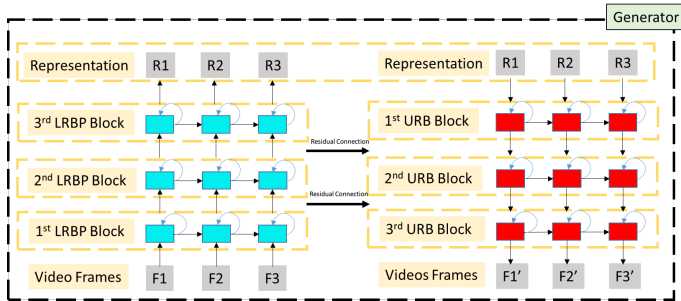 Generator
Representation R1 R2 R3
3rd LRBP Block
2nd LRBP Block
1st LRBP Block
Video Frames F1 F2 F3
Residual Connection
Residual Connection
Representation R1 R2 R3
1st URB Block
2nd URB Block
3rd URB Block
Videos Frames F1’ F2’ F3’